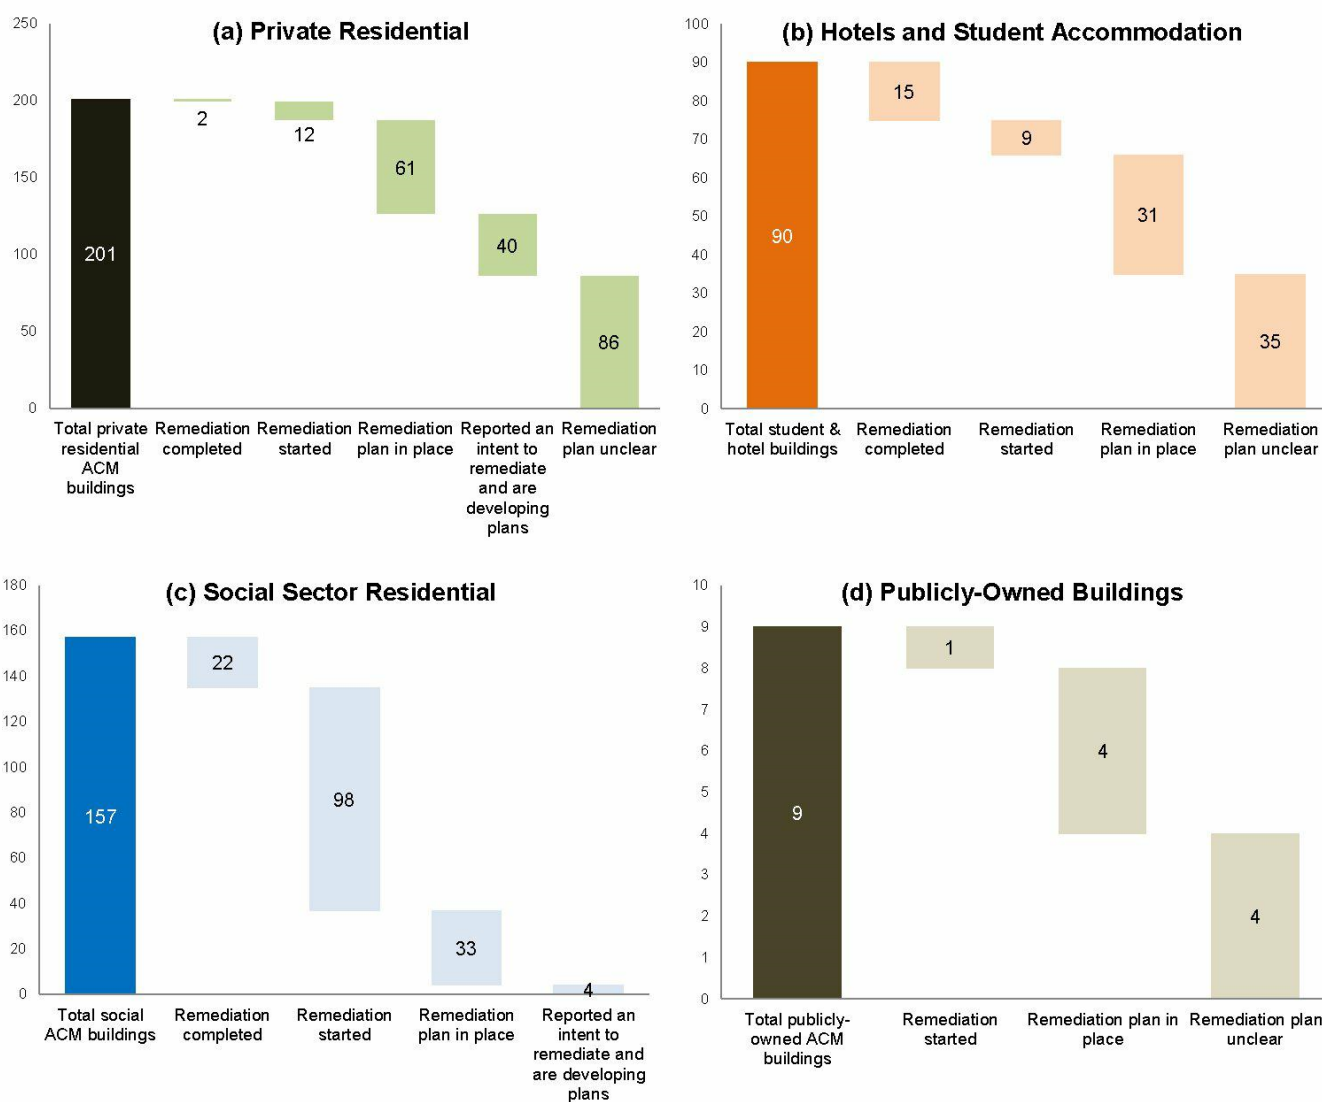 (a) Private Residential
250
200
150
100
50
0
201
2
12
61
40
86
Total private
residential
ACM
buildings
Remediation
completed
Remediation
started
Remediation
plan in place
Reported an
intent to
remediate
and are
developing
plans
Remediation
plan unclear
(b) Hotels and Student Accommodation
100
90
80
70
60
50
40
30
20
10
0
90
15
9
31
35
Total student &
hotel buildings
Remediation
completed
Remediation
started
Remediation
plan in place
Remediation
plan unclear
(c) Social Sector Residential
180
160
140
120
100
80
60
40
20
0
157
22
98
33
4
Total social
ACM buildings
Remediation
completed
Remediation
started
Remediation
plan in place
Reported an
intent to
remediate and
are developing
plans
(d) Publicly-Owned Buildings
10
9
8
7
6
5
4
3
2
1
0
9
1
4
4
Total publicly-
owned ACM
buildings
Remediation
started
Remediation plan in
place
Remediation plan
unclear